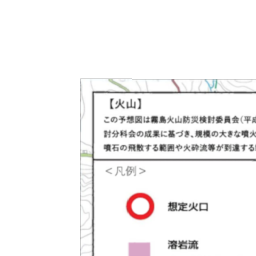 【火山】
この予想図は霧島火山防災検討委員会(平成
討分科会の成果に基づき、規模の大きな噴火
噴石の飛散する範囲や火砕流等が到達する
＜凡例＞
想定火口
溶岩流